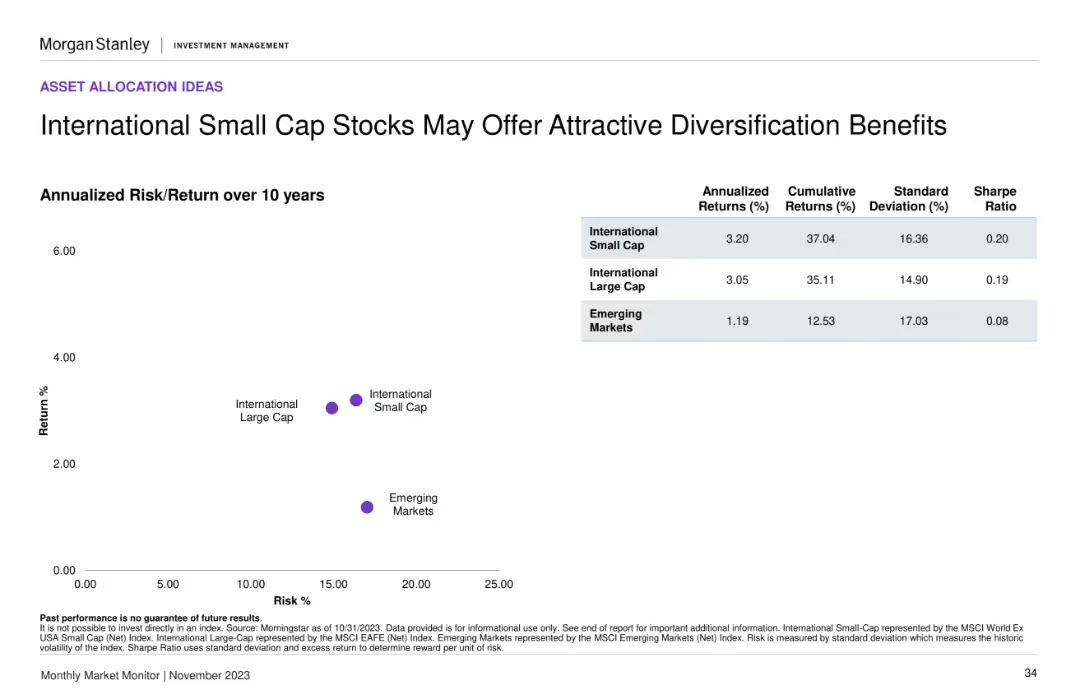 Morgan Stanley | INVESTMENT MANAGEMENT
ASSET ALLOCATION IDEAS
International Small Cap Stocks May Offer Attractive Diversification Benefits
Annualized Risk/Return over 10 years
6.00
4.00
2.00
0.00
Return %
International
Large Cap
International
Small Cap
Emerging
Markets
0.00 5.00 10.00 15.00 20.00 25.00
Risk %
Annualized Cumulative Standard Sharpe
Returns (%) Returns (%) Deviation (%) Ratio
International
Small Cap 3.20 37.04 16.36 0.20
International
Large Cap 3.05 35.11 14.90 0.19
Emerging
Markets 1.19 12.53 17.03 0.08
Past performance is no guarantee of future results.
It is not possible to invest directly in an index. Source: Morningstar as of 10/31/2023. Data provided is for informational use only. See end of report for important additional information. International Small-Cap represented by the MSCI World Ex
USA Small Cap (Net) Index. International Large-Cap represented by the MSCI EAFE (Net) Index. Emerging Markets represented by the MSCI Emerging Markets (Net) Index. Risk is measured by standard deviation which measures the historic
volatility of the index. Sharpe Ratio uses standard deviation and excess return to determine reward per unit of risk.
Monthly Market Monitor | November 2023
34